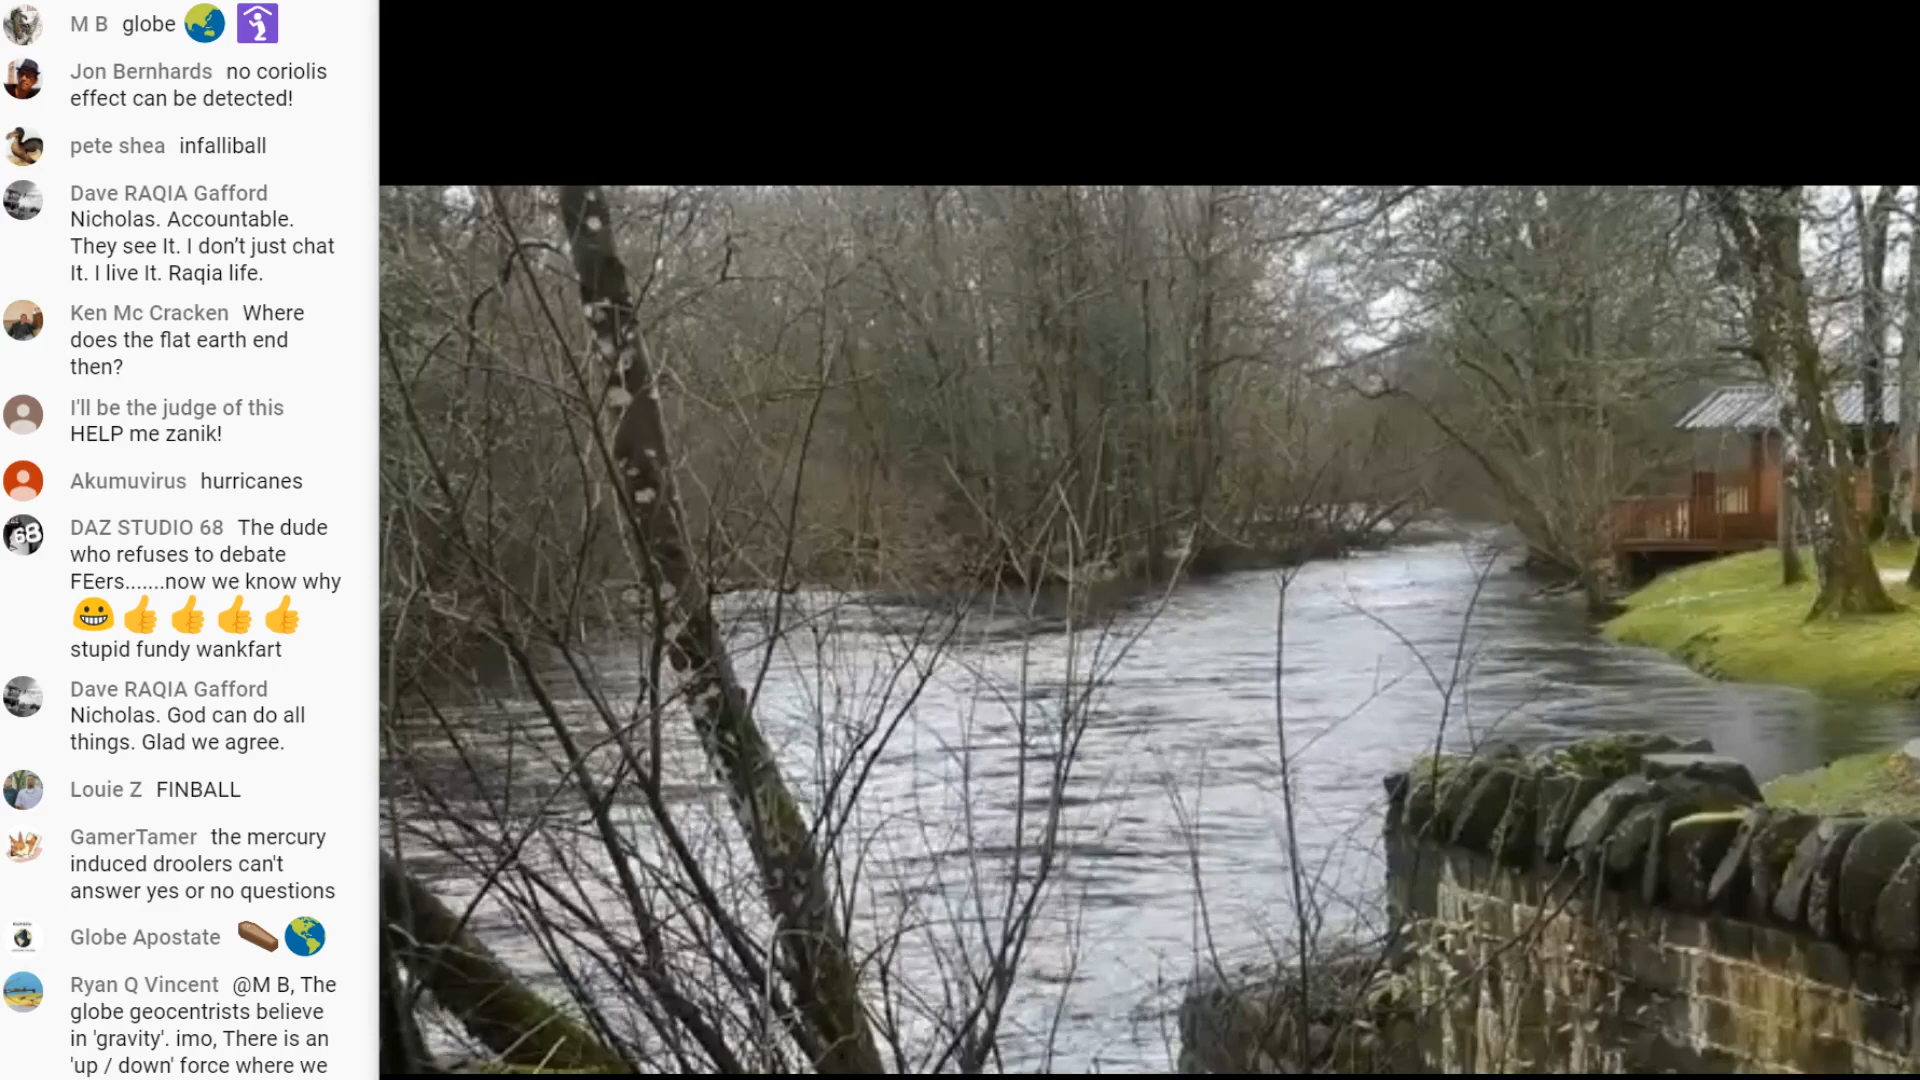 M B globe 🌏 🛐
Jon Bernhards no coriolis
effect can be detected!
pete shea infalliball
Dave RAQIA Gafford
Nicholas. Accountable.
They see It. I don’t just chat
It. I live It. Raqia life.
Ken Mc Cracken Where
does the flat earth end
then?
I'll be the judge of this
HELP me zanik!
Akumuvirus hurricanes
68
DAZ STUDIO 68 The dude
who refuses to debate
FEers.......now we know why
😀👍👍👍👍
stupid fundy wankfart
Dave RAQIA Gafford
Nicholas. God can do all
things. Glad we agree.
Louie Z FINBALL
GamerTamer the mercury
induced droolers can't
answer yes or no questions
Globe Apostate ⚰️🌎
Ryan Q Vincent @M B, The
globe geocentrists believe
in 'gravity'. imo, There is an
'up / down' force where we